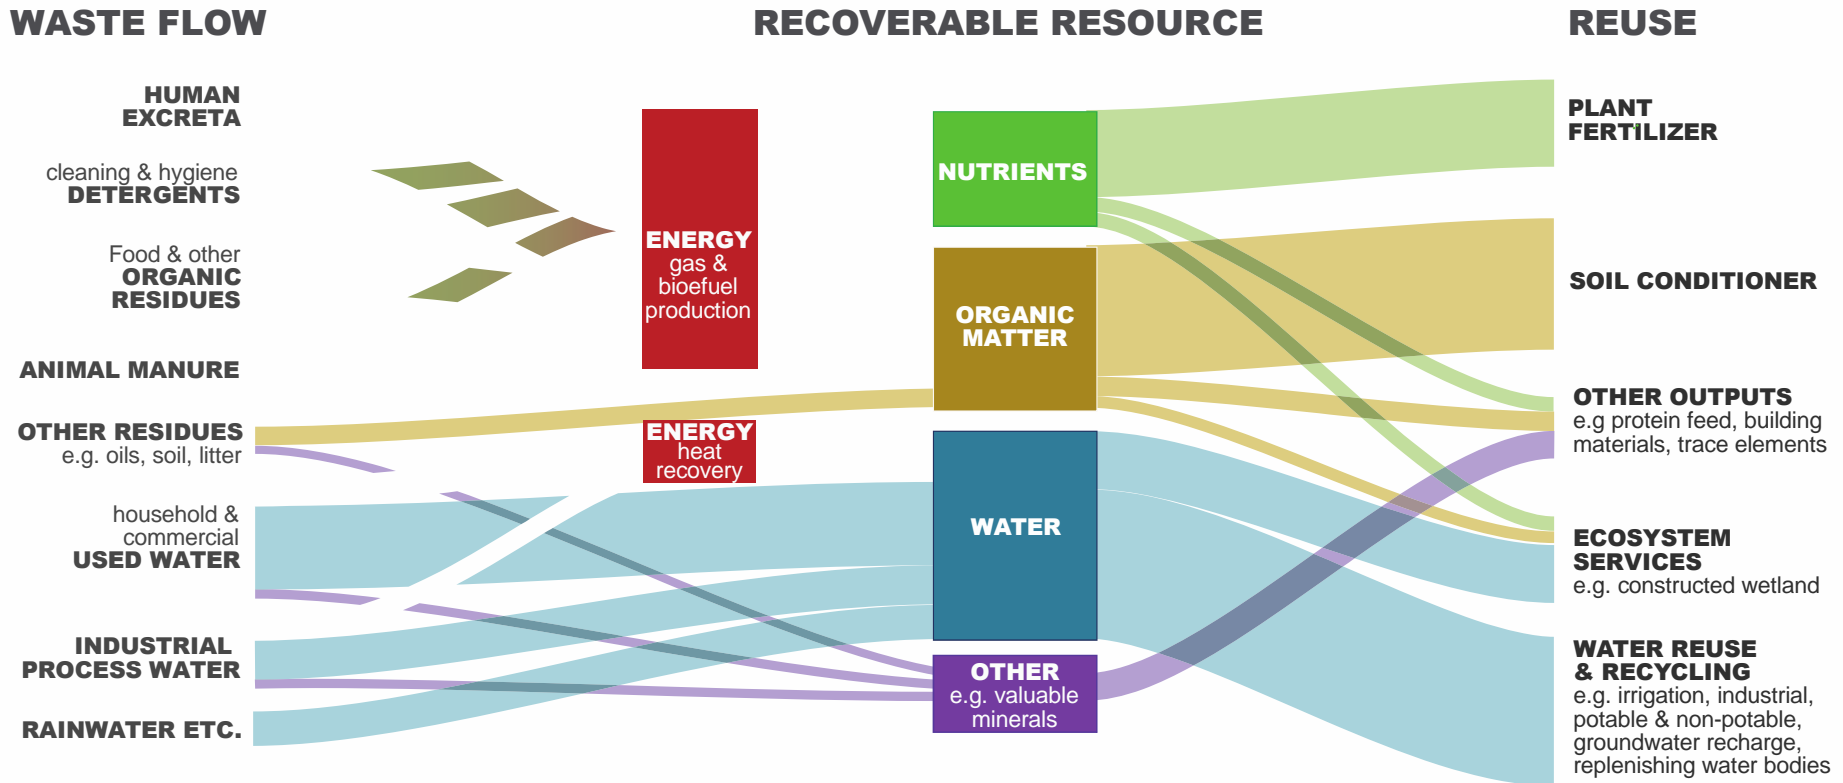 WASTE FLOW
RECOVERABLE RESOURCE
REUSE
HUMAN
EXCRETA
cleaning & hygiene
DETERGENTS
Food & other
ORGANIC
RESIDUES
ANIMAL MANURE
OTHER RESIDUES
e.g. oils, soil, litter
household &
commercial
USED WATER
INDUSTRIAL
PROCESS WATER
RAINWATER ETC.
ENERGY
gas &
bioefuel
production
ENERGY
heat
recovery
NUTRIENTS
ORGANIC
MATTER
WATER
OTHER
e.g. valuable
minerals
PLANT
FERTILIZER
SOIL CONDITIONER
OTHER OUTPUTS
e.g protein feed, building
materials, trace elements
ECOSYSTEM
SERVICES
e.g. constructed wetland
WATER REUSE
& RECYCLING
e.g. irrigation, industrial,
potable & non-potable,
groundwater recharge,
replenishing water bodies